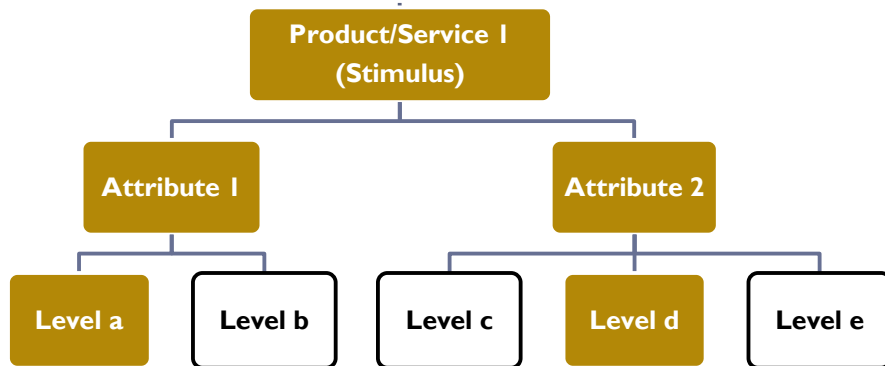 Product/Service 1
(Stimulus)
Attribute 1
Attribute 2
Level a
Level b
Level c
Level d
Level e